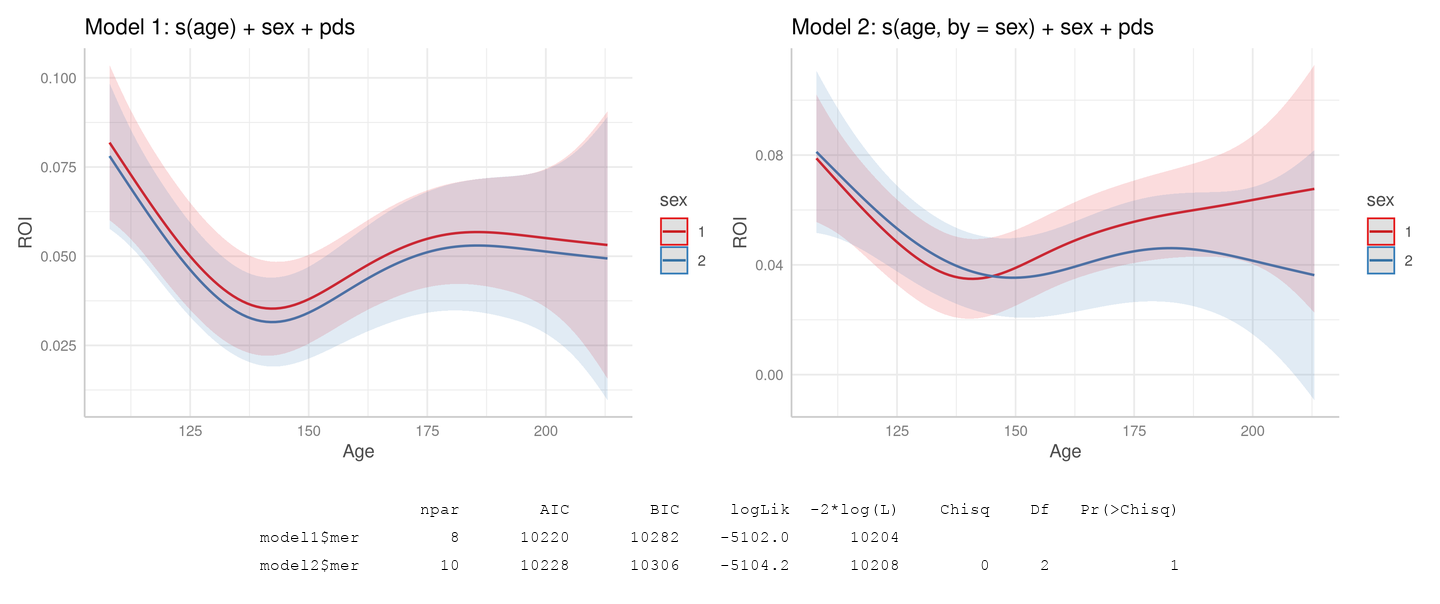 Model 1: s(age) + sex + pds
0.100
0.075
0.050
0.025
ROI
125 150 175 200
Age
sex
1
2
Model 2: s(age, by = sex) + sex + pds
0.08
0.04
0.00
ROI
125 150 175 200
Age
sex
1
2
npar AIC BIC logLik -2*log(L) Chisq Df Pr(>Chisq)
model1$mer 8 10220 10282 -5102.0 10204
model2$mer 10 10228 10306 -5104.2 10208 0 2 1